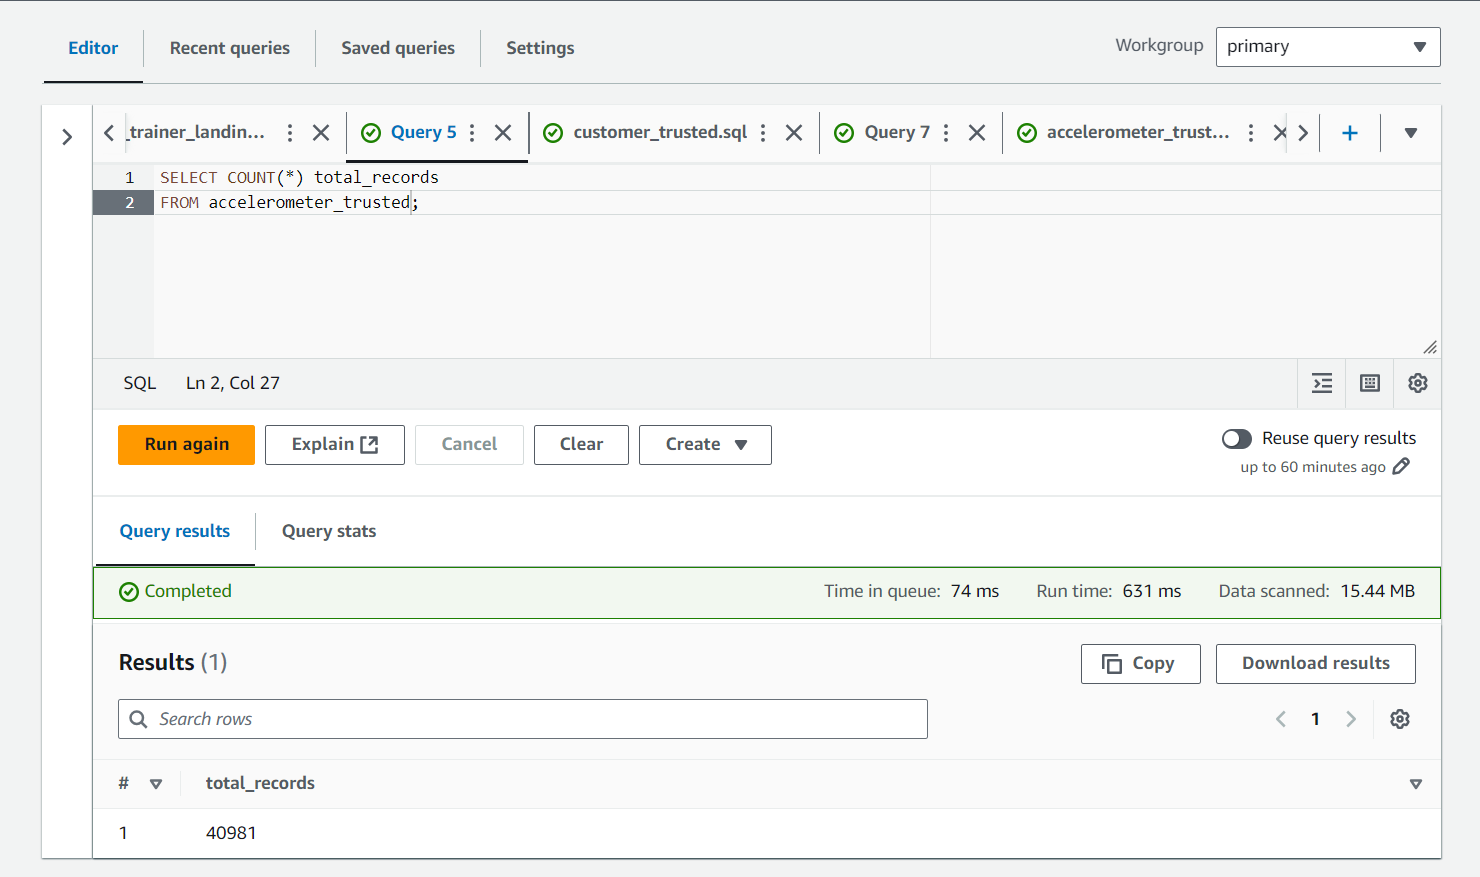 Editor Recent queries Saved queries Settings Workgroup primary
_trainer_landin... Query 5 customer_trusted.sql Query 7 accelerometer_trust...
1 SELECT COUNT(*) total_records
2 FROM accelerometer_trusted;
SQL Ln 2, Col 27
Run again Explain Cancel Clear Create Reuse query results
up to 60 minutes ago
Query results Query stats
Completed Time in queue: 74 ms Run time: 631 ms Data scanned: 15.44 MB
Results (1) Copy Download results
Search rows 1
# total_records
1 40981